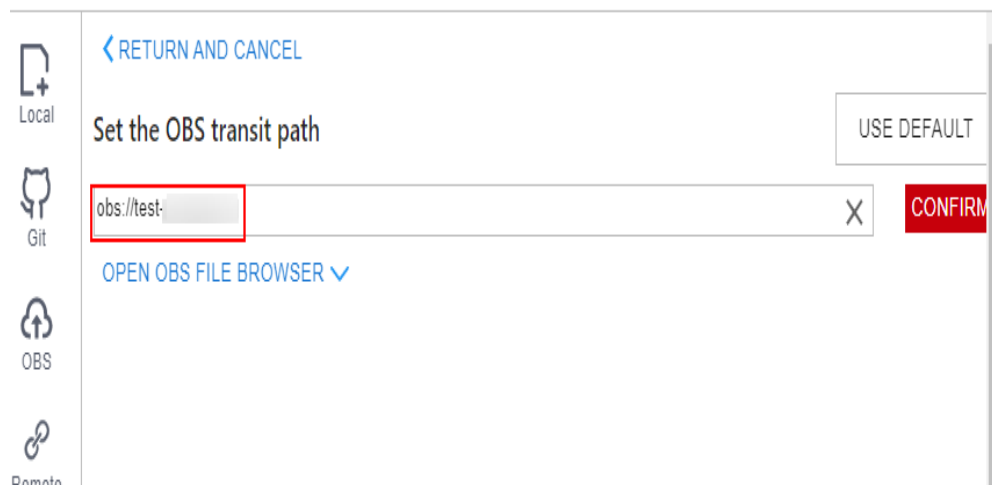 RETURN AND CANCEL
Local
Set the OBS transit path
USE DEFAULT
obs://test-
CONFIRM
Git
OPEN OBS FILE BROWSER
OBS
Remote